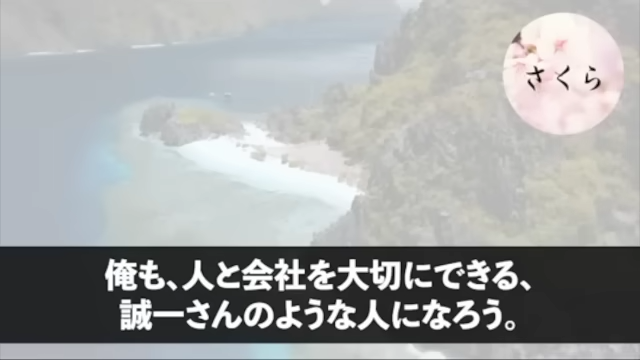 さくら
俺も、人と会社を大切にできる、
誠一さんのような人になろう。